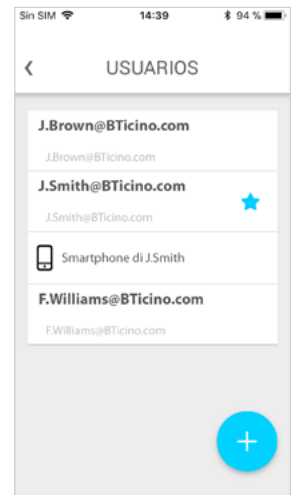 Sin SIM 14:39 94 %
USUARIOS
J.Brown@BTicino.com
J.Brown@BTicino.com
J.Smith@BTicino.com
J.Smith@BTicino.com
Smartphone di J.Smith
F.Williams@BTicino.com
F.Williams@BTicino.com